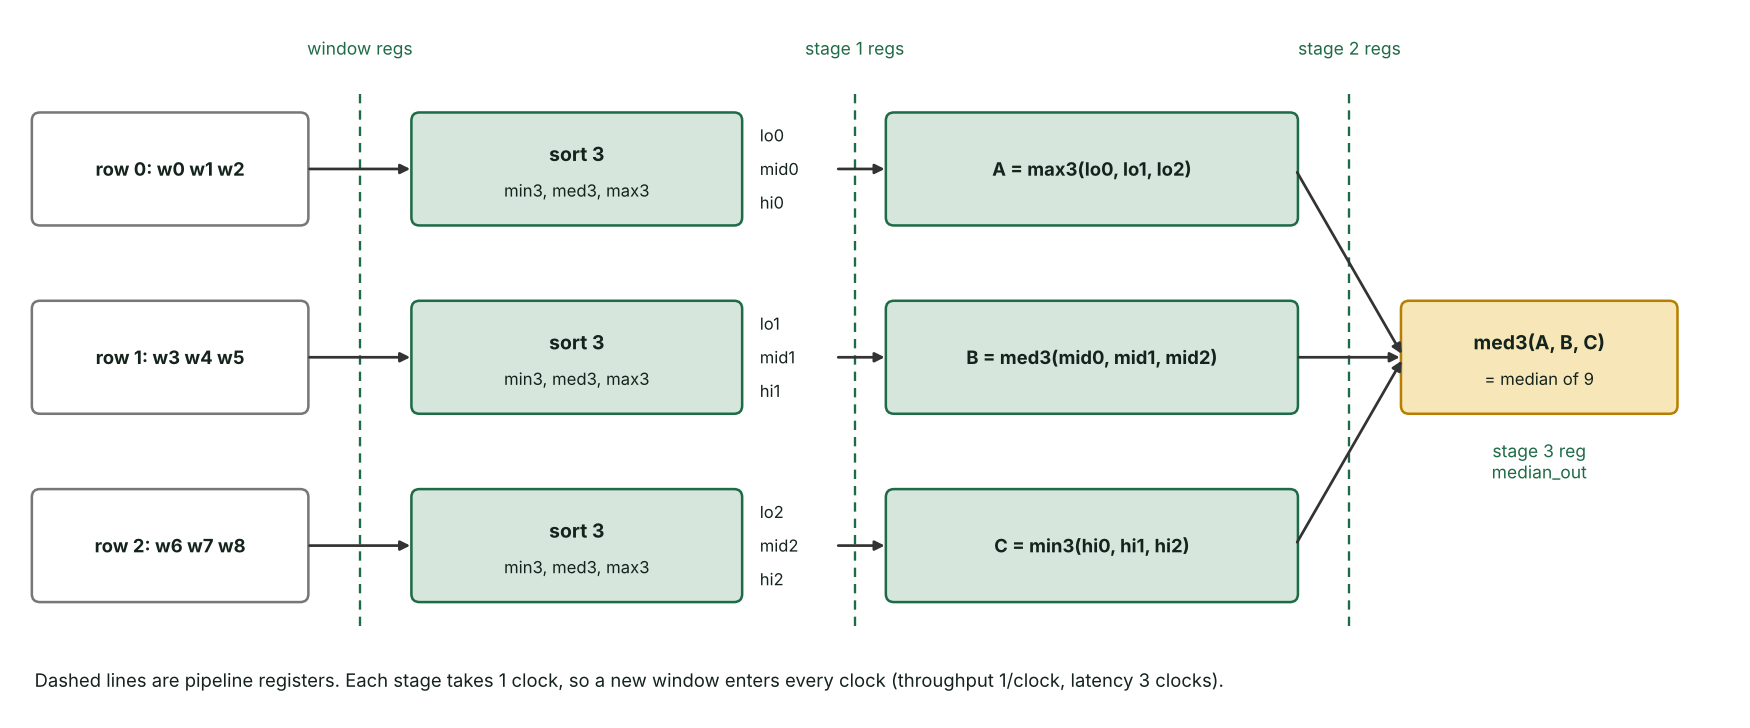 window regs
stage 1 regs
stage 2 regs
row 0: w0 w1 w2
sort 3
min3, med3, max3
lo0
mid0
hi0
A = max3(lo0, lo1, lo2)
row 1: w3 w4 w5
sort 3
min3, med3, max3
lo1
mid1
hi1
B = med3(mid0, mid1, mid2)
med3(A, B, C)
= median of 9
stage 3 reg
median_out
row 2: w6 w7 w8
sort 3
min3, med3, max3
lo2
mid2
hi2
C = min3(hi0, hi1, hi2)
Dashed lines are pipeline registers. Each stage takes 1 clock, so a new window enters every clock (throughput 1/clock, latency 3 clocks).